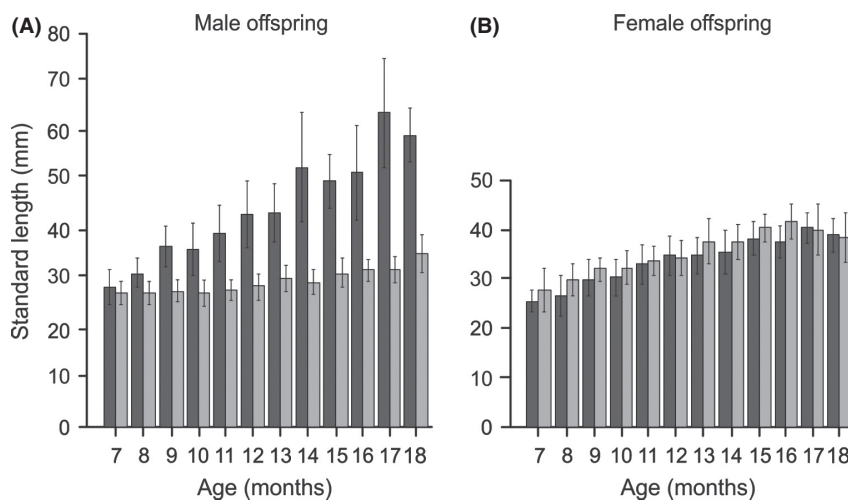 (A) Male offspring
Standard length (mm)
80
70
60
50
40
30
20
10
0
7 8 9 10 11 12 13 14 15 16 17 18
Age (months)
(B) Female offspring
50
40
30
20
10
0
7 8 9 10 11 12 13 14 15 16 17 18
Age (months)